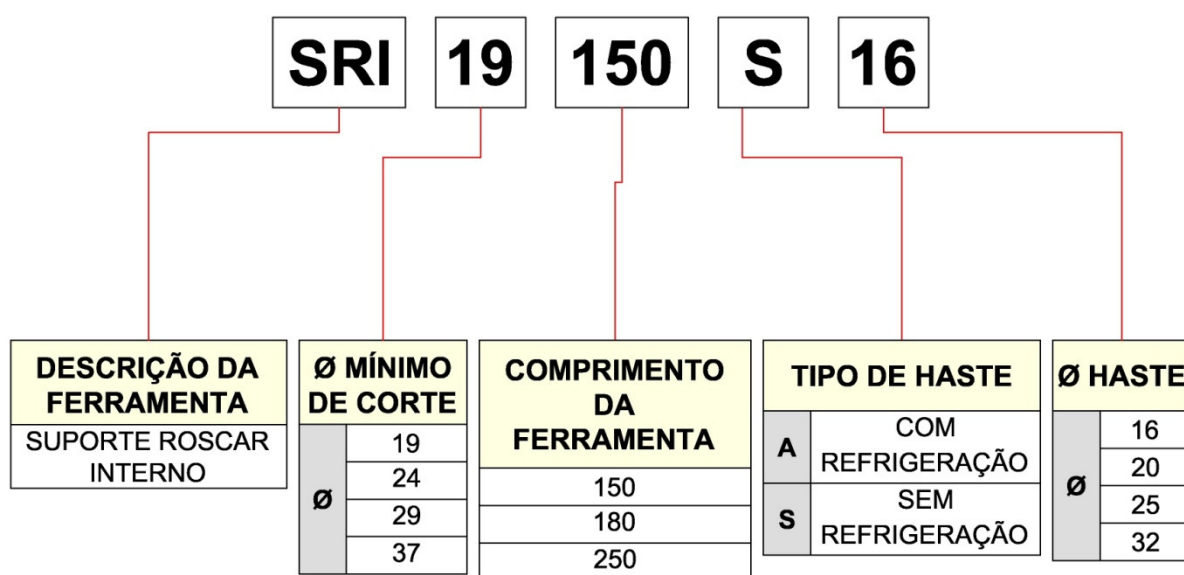 SRI 19 150 S 16
DESCRIÇÃO DA
FERRAMENTA
SUPORTE ROSCAR
INTERNO
Ø MÍNIMO
DE CORTE
Ø
19
24
29
37
COMPRIMENTO
DA
FERRAMENTA
150
180
250
TIPO DE HASTE
A
COM
REFRIGERAÇÃO
S
SEM
REFRIGERAÇÃO
Ø HASTE
Ø
16
20
25
32